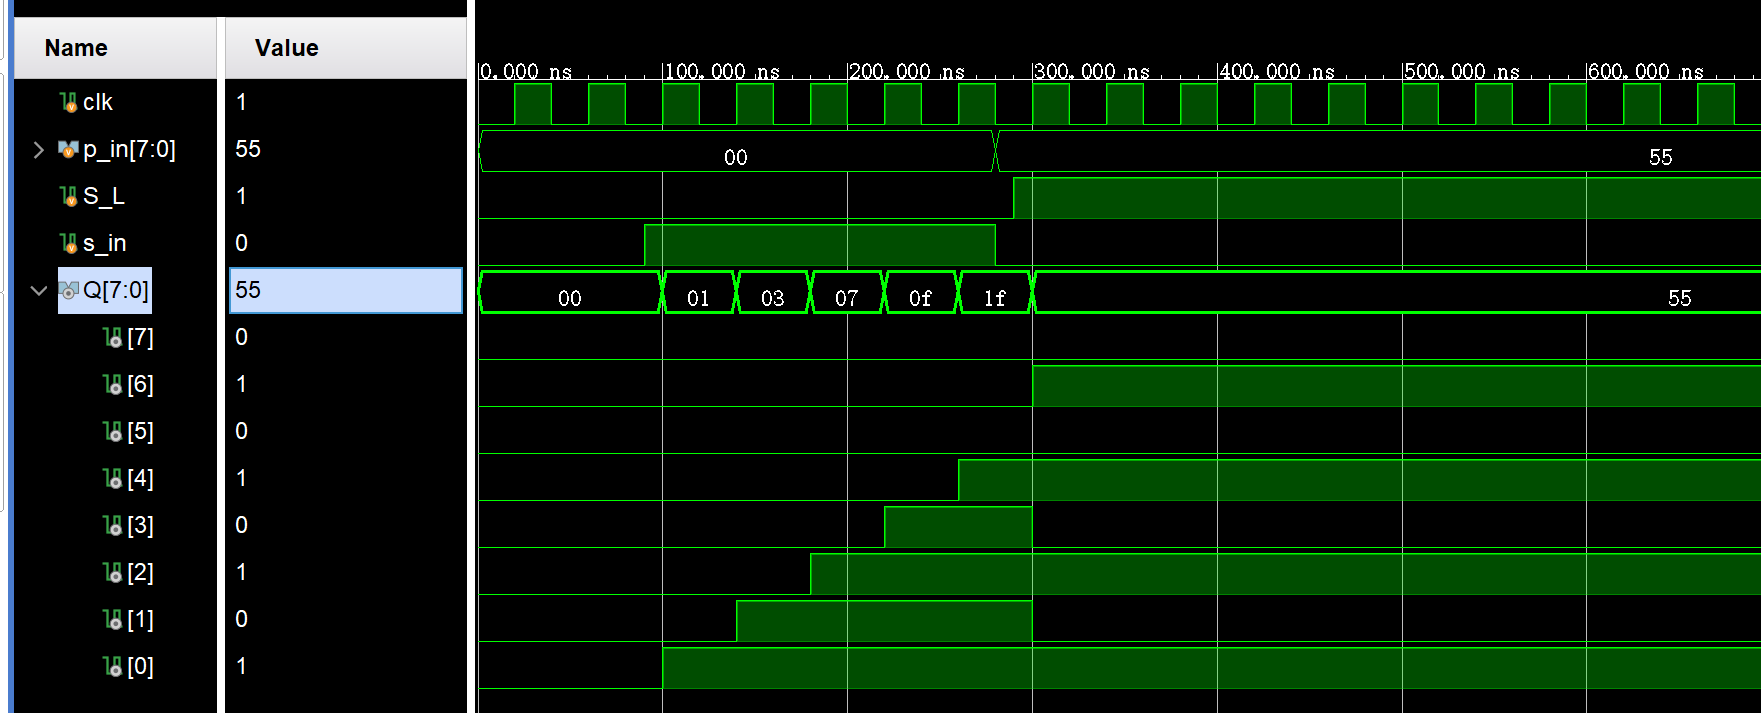 Name Value
0.000 ns 100.000 ns 200.000 ns 300.000 ns 400.000 ns 500.000 ns 600.000 ns
clk 1
p_in[7:0] 55 00 55
S_L 1
s_in 0
Q[7:0] 55 00 01 03 07 0f 1f 55
[7] 0
[6] 1
[5] 0
[4] 1
[3] 0
[2] 1
[1] 0
[0] 1